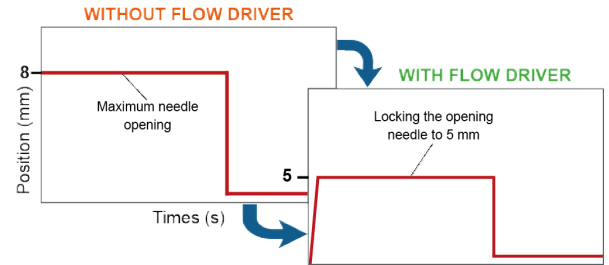 WITHOUT FLOW DRIVER
WITH FLOW DRIVER
8
Maximum needle
opening
Position (mm)
Times (s)
Locking the opening
needle to 5 mm
5